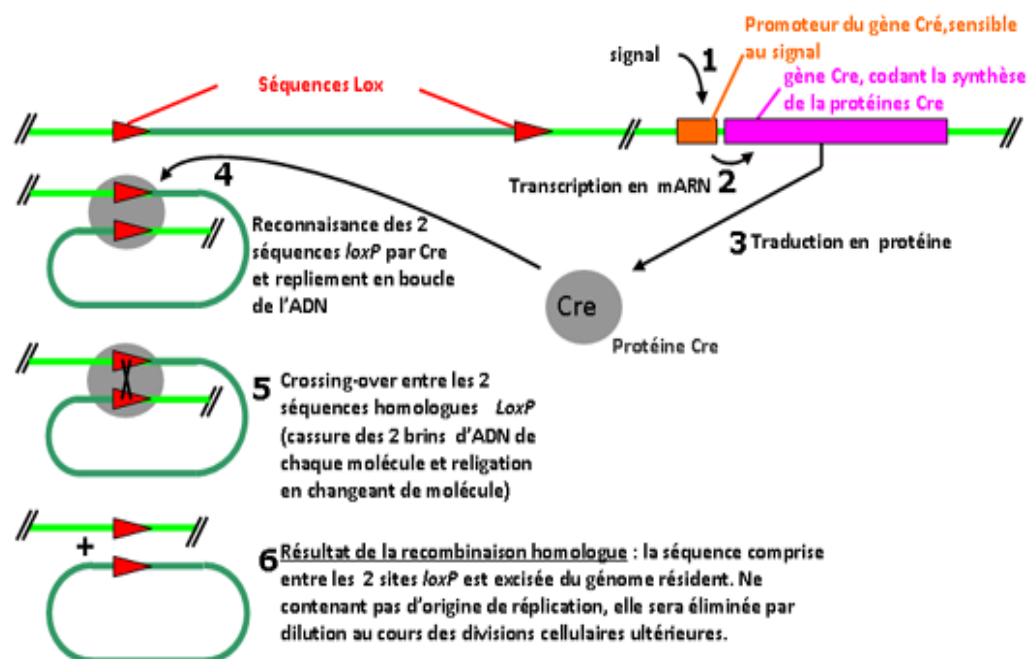 Promoteur du gène Cré,sensible
au signal
signal
1
gène Cre, codant la synthèse
de la protéines Cre
Séquences Lox
Transcription en mARN
2
4
Reconnaisance des 2
séquences loxP par Cre
et repliement en boucle
de l'ADN
3 Traduction en protéine
Cre
Protéine Cre
5 Crossing-over entre les 2
séquences homologues LoxP
(cassure des 2 brins d'ADN de
chaque molécule et religation
en changeant de molécule)
+
6 Résultat de la recombinaison homologue : la séquence comprise
entre les 2 sites loxP est excisée du génome résident. Ne
contenant pas d'origine de réplication, elle sera éliminée par
dilution au cours des divisions cellulaires ultérieures.